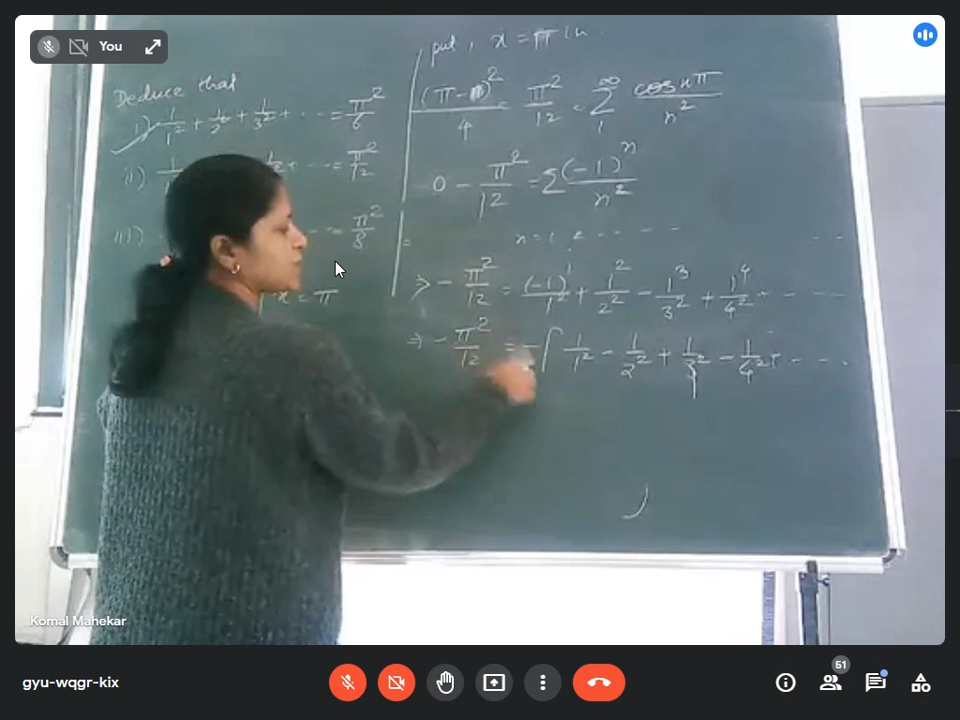 You
Deduce that
i) 1/1² + 1/2² + 1/3² + ... = π²/6
ii) 1/ 1/ ² + ... = π²/12
iii) ... = π²/8
x = π
put, x = π in
(π-π)²/4 π²/12 = Σ₁^∞ cos nπ/n²
0 - π²/12 = Σ (-1)ⁿ/n²
⇒ - π²/12 = (-1)¹/1² + 1²/2² - 1³/3² + 1⁴/4² - - - -
⇒ - π²/12 = - [ 1/1² - 1/2² + 1/3² - 1/4² + - - -
Komal Mahekar
gyu-wqgr-kix
51